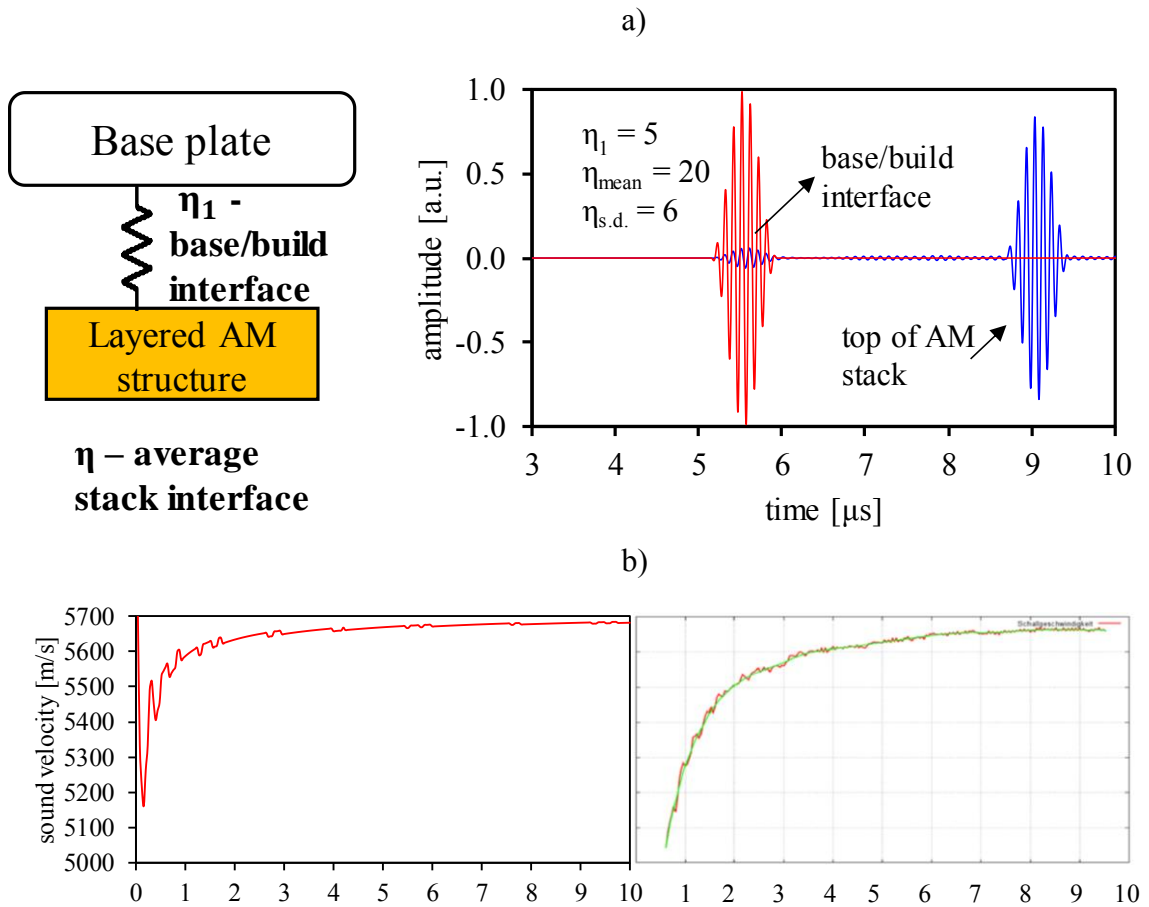 a)
Base plate
η₁ -
base/build
interface
Layered AM
structure
η – average
stack interface
amplitude [a.u.]
1.0
0.5
0.0
-0.5
-1.0
η₁ = 5
ηmean = 20
ηs.d. = 6
base/build
interface
top of AM
stack
3 4 5 6 7 8 9 10
time [μs]
b)
sound velocity [m/s]
5700
5600
5500
5400
5300
5200
5100
5000
0 1 2 3 4 5 6 7 8 9 10
Schallgeschwindigkeit
1 2 3 4 5 6 7 8 9 10